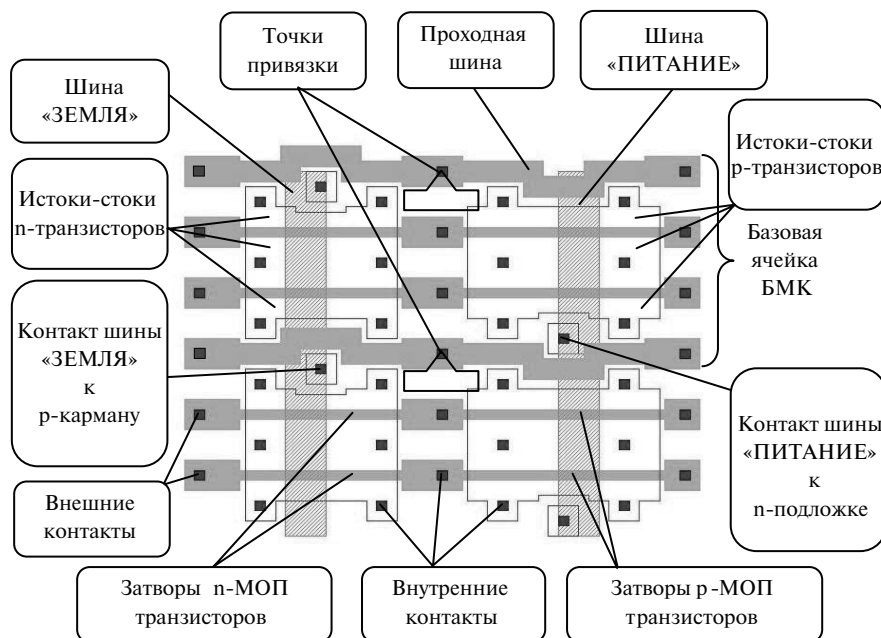 Точки
привязки
Проходная
шина
Шина
«ПИТАНИЕ»
Шина
«ЗЕМЛЯ»
Истоки-стоки
p-транзисторов
Истоки-стоки
n-транзисторов
Базовая
ячейка
БМК
Контакт шины
«ЗЕМЛЯ»
к
p-карману
Контакт шины
«ПИТАНИЕ»
к
n-подложке
Внешние
контакты
Затворы n-МОП
транзисторов
Внутренние
контакты
Затворы p-МОП
транзисторов